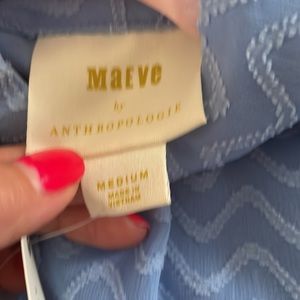 Maeve
by
ANTHROPOLOGIE
MEDIUM
MADE IN
VIETNAM